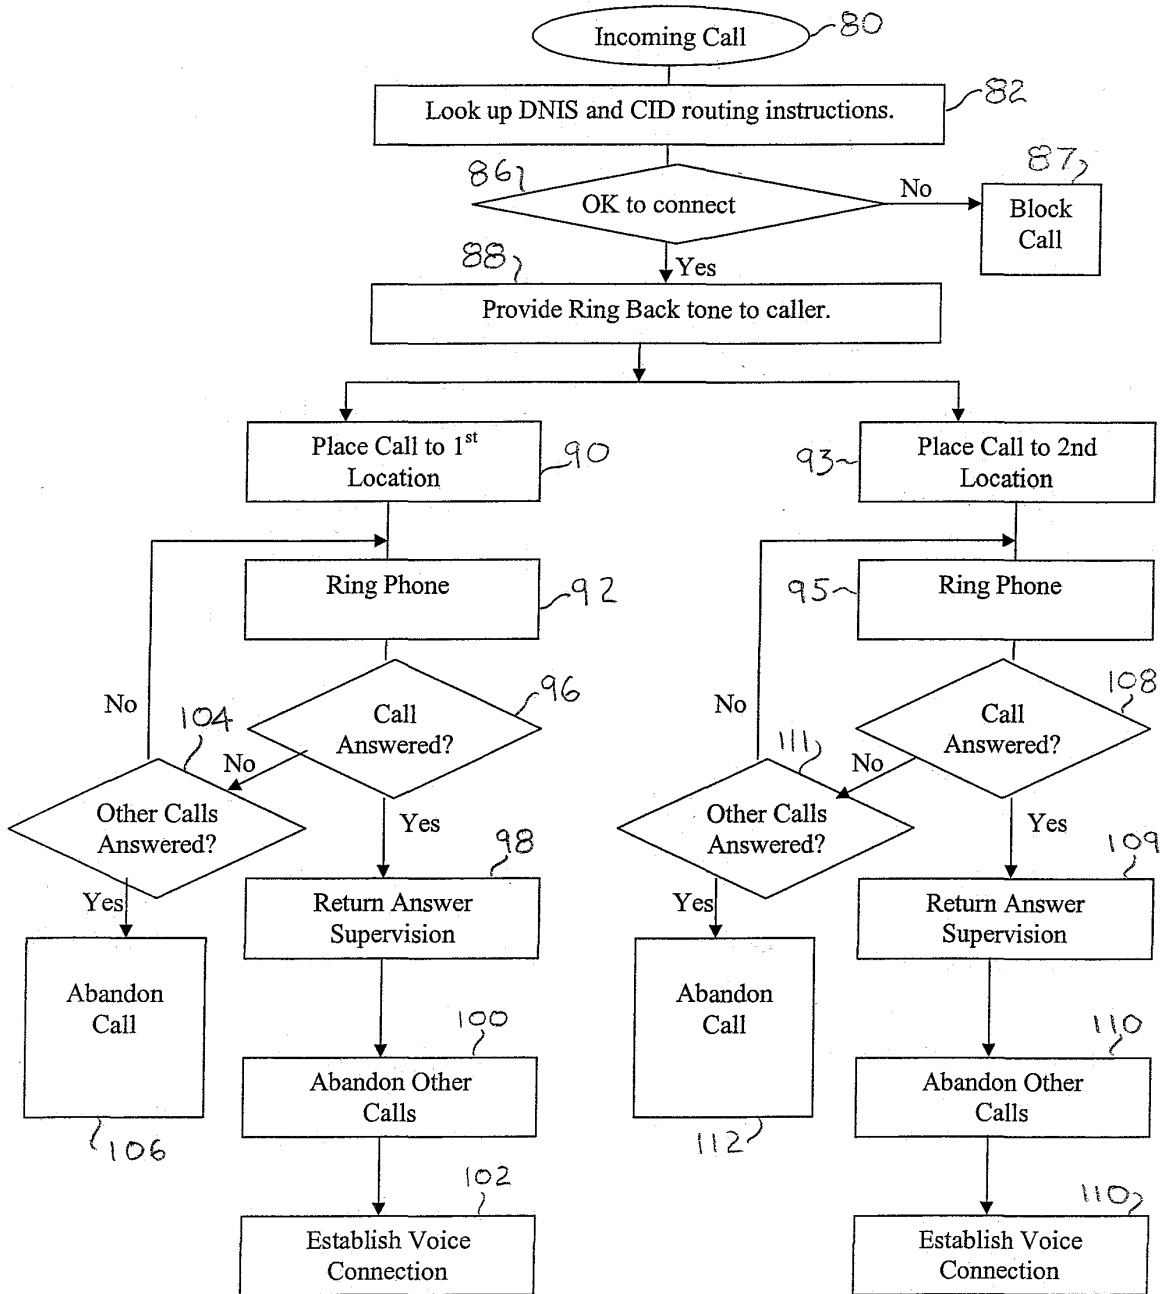 Incoming Call
80
Look up DNIS and CID routing instructions.
82
86
OK to connect
No
87
Block
Call
88
Yes
Provide Ring Back tone to caller.
Place Call to 1st
Location
90
93
Place Call to 2nd
Location
Ring Phone
92
95
Ring Phone
No
104
Call
Answered?
96
No
Other Calls
Answered?
Yes
No
111
Call
Answered?
108
No
Other Calls
Answered?
Yes
Yes
98
Return Answer
Supervision
Yes
109
Return Answer
Supervision
Abandon
Call
106
100
Abandon Other
Calls
Abandon
Call
112
110
Abandon Other
Calls
102
Establish Voice
Connection
110
Establish Voice
Connection